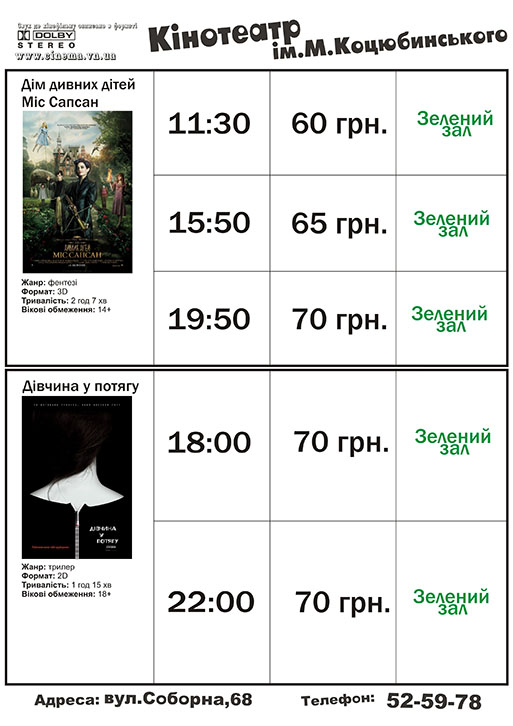 Звук до кінофільму записано в форматі
DOLBY
STEREO
www.cinema.vn.ua
Кінотеатр
ім.М.Коцюбинського
Дім дивних дітей
Міс Сапсан
МІС САПСАН
Жанр: фентезі
Формат: 3D
Тривалість: 2 год 7 хв
Вікові обмеження: 14+
11:30
60 грн.
Зелений
зал
15:50
65 грн.
Зелений
зал
19:50
70 грн.
Зелений
зал
Дівчина у потягу
ДІВЧИНА
У
ПОТЯГУ
Жанр: трилер
Формат: 2D
Тривалість: 1 год 15 хв
Вікові обмеження: 18+
18:00
70 грн.
Зелений
зал
22:00
70 грн.
Зелений
зал
Адреса: вул.Соборна,68
Телефон: 52-59-78